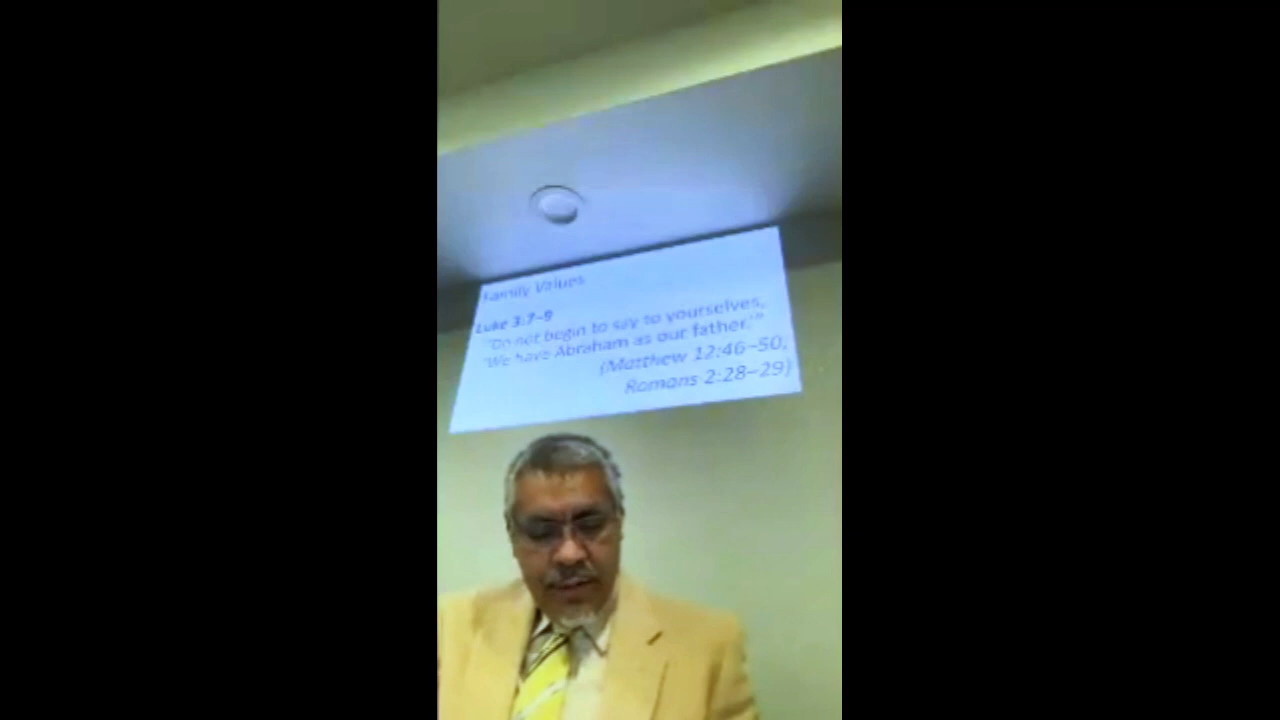 Family Values
Luke 3:7–9
"Do not begin to say to yourselves,
'We have Abraham as our father.'"
(Matthew 12:46–50,
Romans 2:28–29)